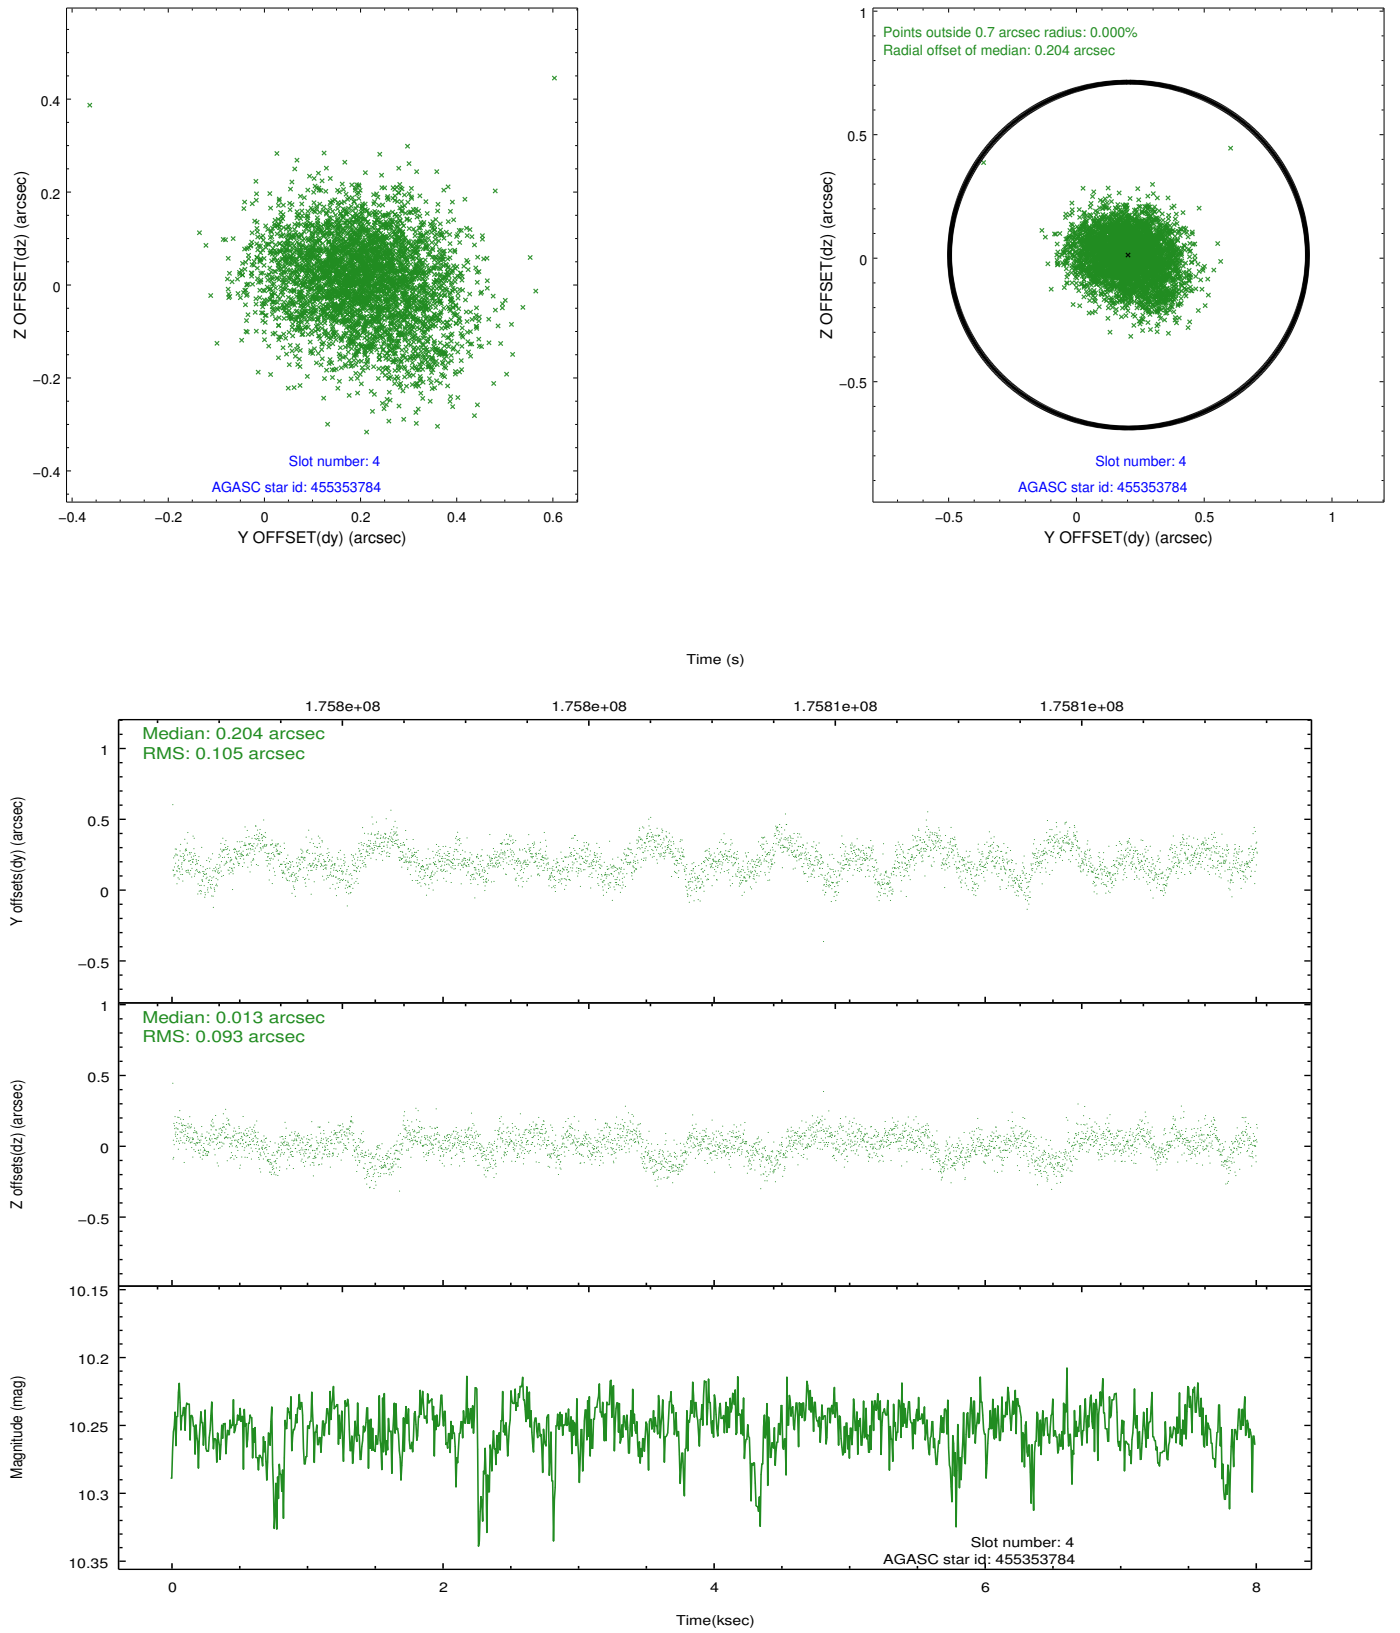 0.4
0.2
0
−0.2
−0.4
−0.4
−0.2
0
0.2
0.4
0.6
Z OFFSET(dz) (arcsec)
Y OFFSET(dy) (arcsec)
Slot number: 4
AGASC star id: 455353784
Points outside 0.7 arcsec radius: 0.000%
Radial offset of median: 0.204 arcsec
1
0.5
0
−0.5
−0.5
0
0.5
1
Z OFFSET(dz) (arcsec)
Y OFFSET(dy) (arcsec)
Slot number: 4
AGASC star id: 455353784
Time (s)
1.758e+08
1.758e+08
1.7581e+08
1.7581e+08
Median: 0.204 arcsec
RMS: 0.105 arcsec
1
0.5
0
−0.5
Y offsets(dy) (arcsec)
Median: 0.013 arcsec
RMS: 0.093 arcsec
1
0.5
0
−0.5
Z offsets(dz) (arcsec)
10.15
10.2
10.25
10.3
10.35
Magnitude (mag)
Slot number: 4
AGASC star id: 455353784
0
2
4
6
8
Time(ksec)